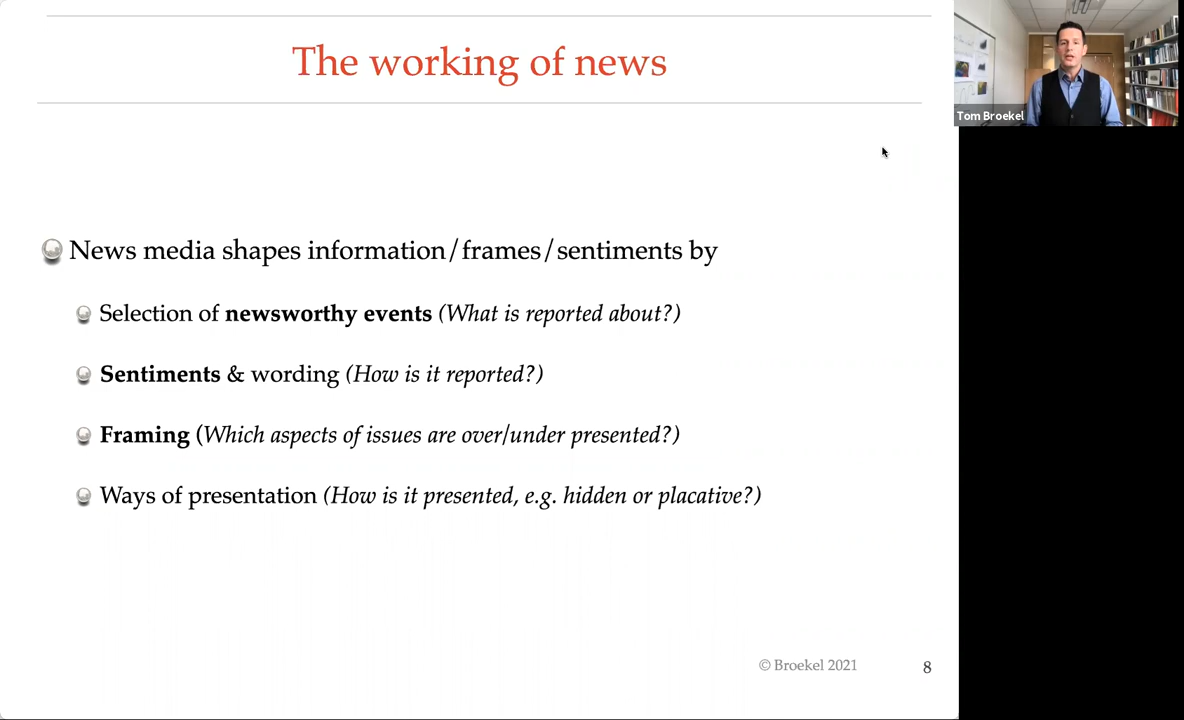 The working of news
Tom Broekel
News media shapes information/frames/sentiments by
Selection of newsworthy events (What is reported about?)
Sentiments & wording (How is it reported?)
Framing (Which aspects of issues are over/under presented?)
Ways of presentation (How is it presented, e.g. hidden or placative?)
© Broekel 2021
8